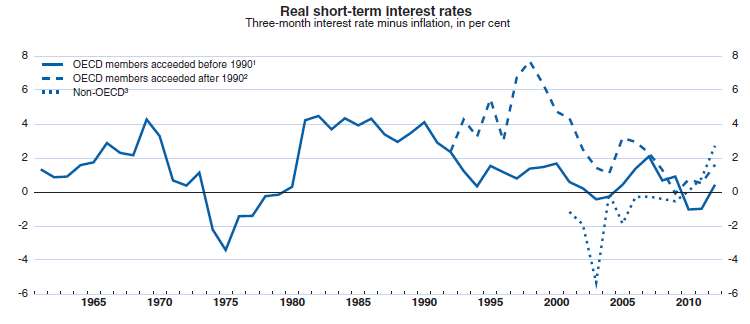 Real short-term interest rates
Three-month interest rate minus inflation, in per cent
8 8
OECD members acceeded before 1990¹
OECD members acceeded after 1990²
6 6
Non-OECD³
4 4
2 2
0 0
-2 -2
-4 -4
-6 -6
1965 1970 1975 1980 1985 1990 1995 2000 2005 2010